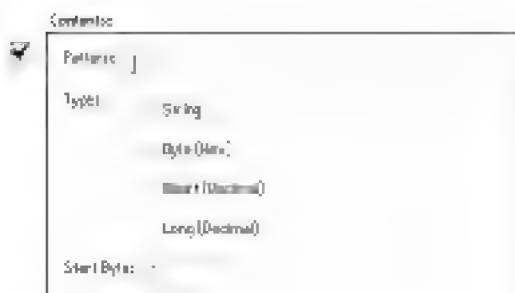 Contents:
Pattern:
Type:
String
Byte (Hex)
Short (Decimal)
Long (Decimal)
Start Byte: